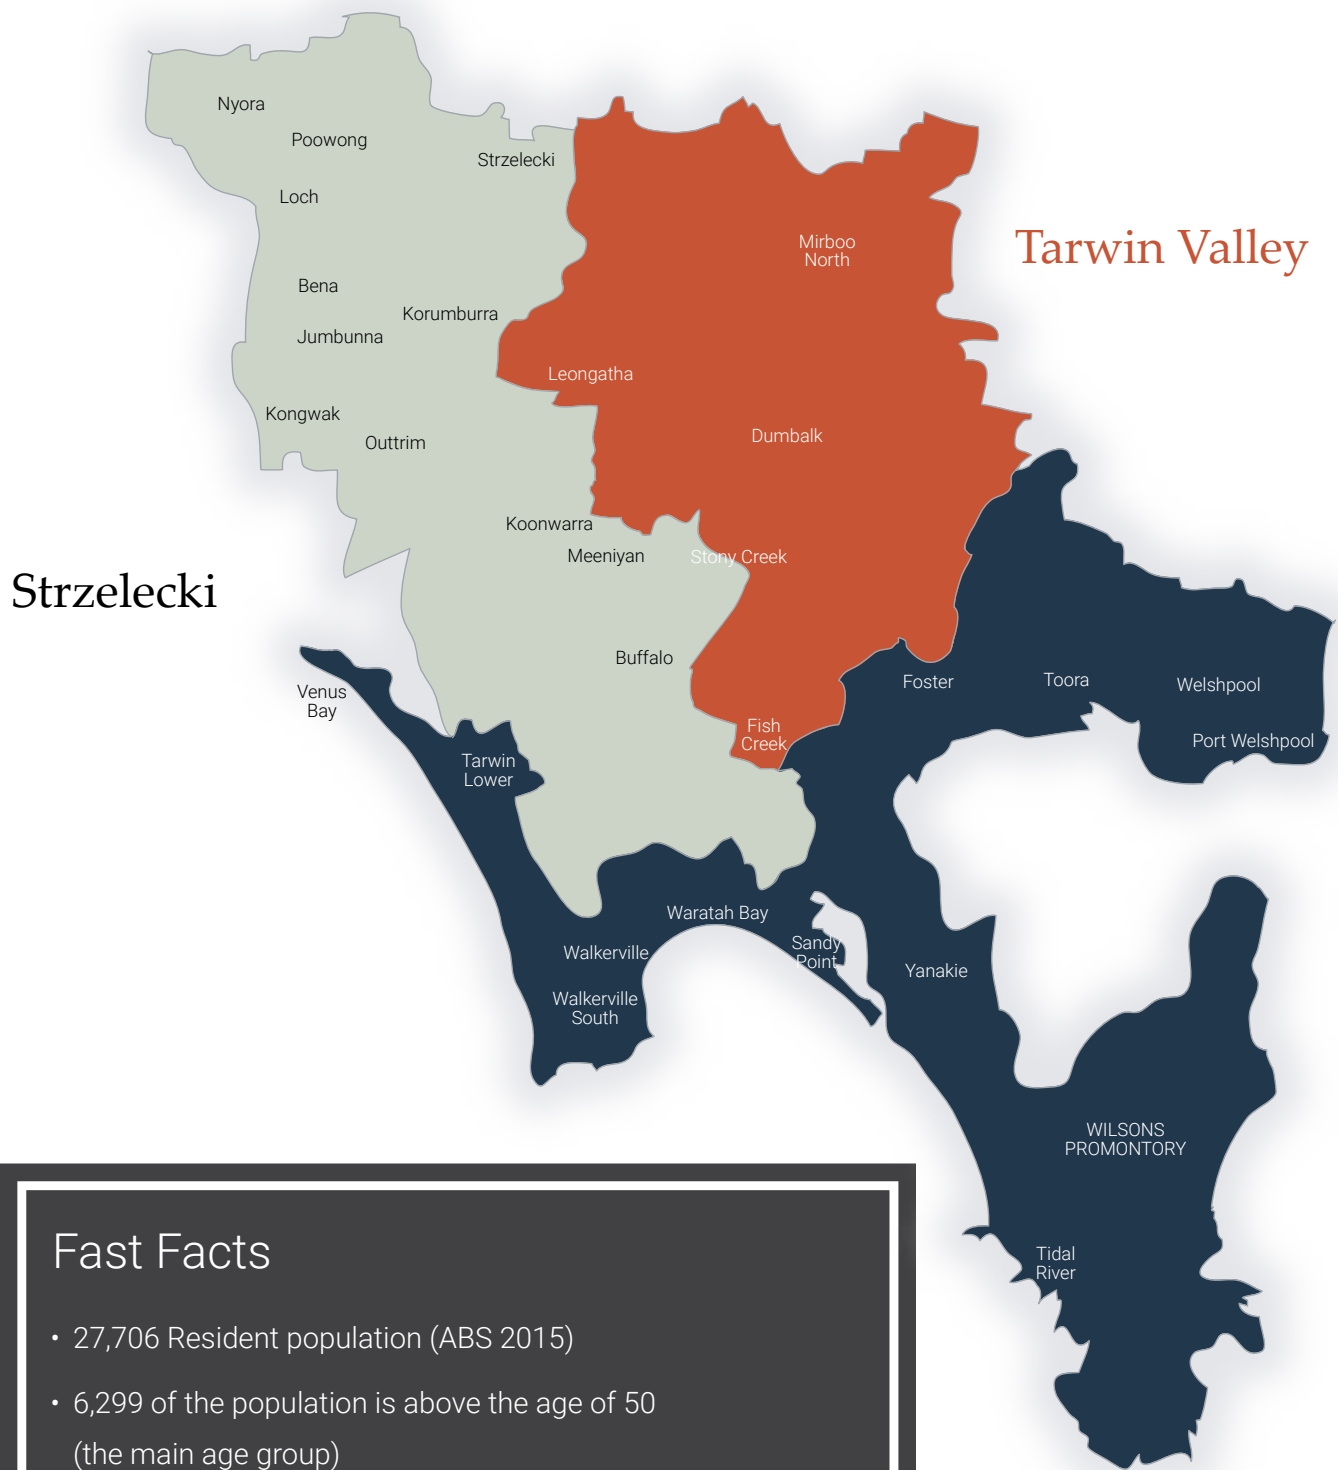 Nyora
Poowong
Strzelecki
Loch
Mirboo
North
Tarwin Valley
Bena
Korumburra
Jumbunna
Leongatha
Kongwak
Outtrim
Dumbalk
Koonwarra
Meeniyan
Stony Creek
Strzelecki
Buffalo
Foster
Toora
Welshpool
Venus
Bay
Fish
Creek
Port Welshpool
Tarwin
Lower
Waratah Bay
Walkerville
Sandy
Point
Yanakie
Walkerville
South
WILSONS
PROMONTORY
Tidal
River
Fast Facts
• 27,706 Resident population (ABS 2015)
• 6,299 of the population is above the age of 50
(the main age group)